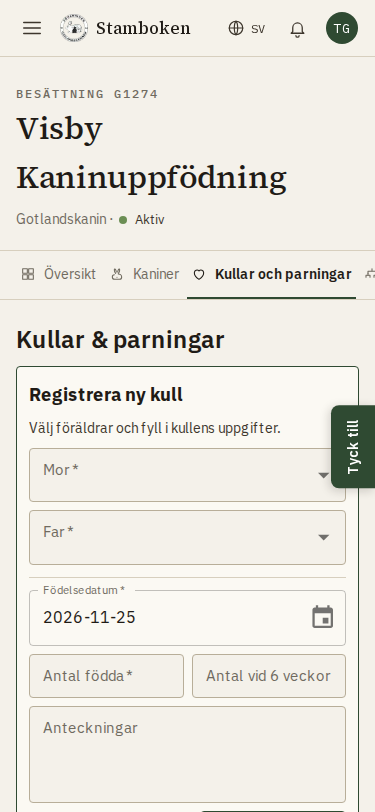 Stamboken
SV
TG
BESÄTTNING G1274
Visby
Kaninuppfödning
Gotlandskanin · Aktiv
Översikt
Kaniner
Kullar och parningar
Kullar & parningar
Registrera ny kull
Välj föräldrar och fyll i kullens uppgifter.
Tyck till
Mor *
Far *
Födelsedatum *
2026-11-25
Antal födda *
Antal vid 6 veckor
Anteckningar